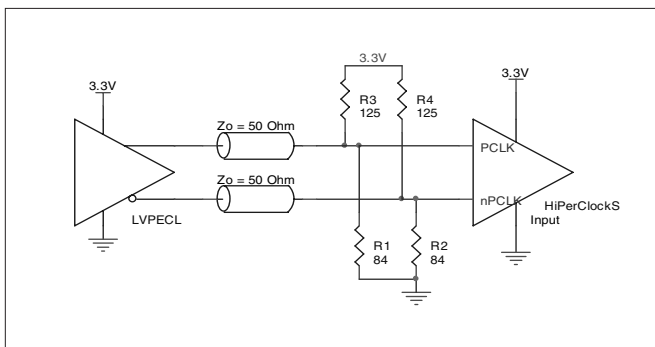 3.3V
3.3V
3.3V
R3
125
R4
125
Zo = 50 Ohm
PCLK
Zo = 50 Ohm
nPCLK
HiPerClockS
Input
LVPECL
R1
84
R2
84